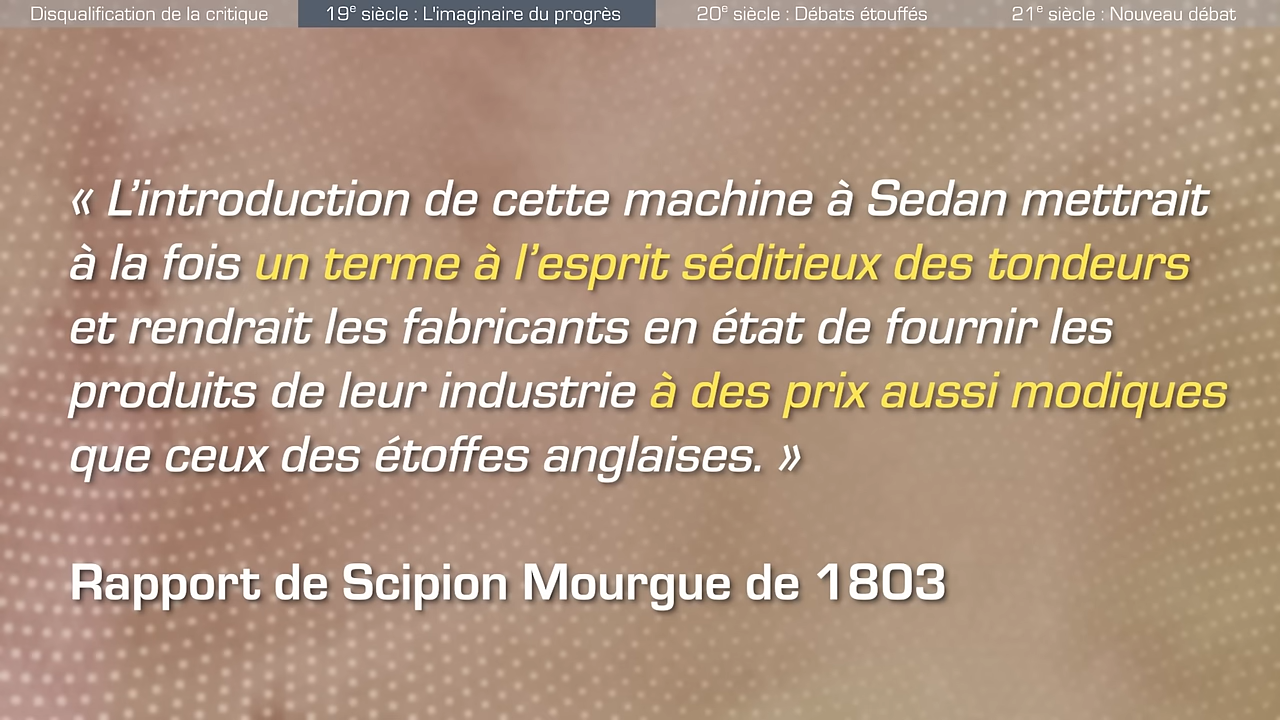 Disqualification de la critique
19e siècle : L'imaginaire du progrès
20e siècle : Débats étouffés
21e siècle : Nouveau débat
« L’introduction de cette machine à Sedan mettrait
à la fois un terme à l’esprit séditieux des tondeurs
et rendrait les fabricants en état de fournir les
produits de leur industrie à des prix aussi modiques
que ceux des étoffes anglaises. »
Rapport de Scipion Mourgue de 1803